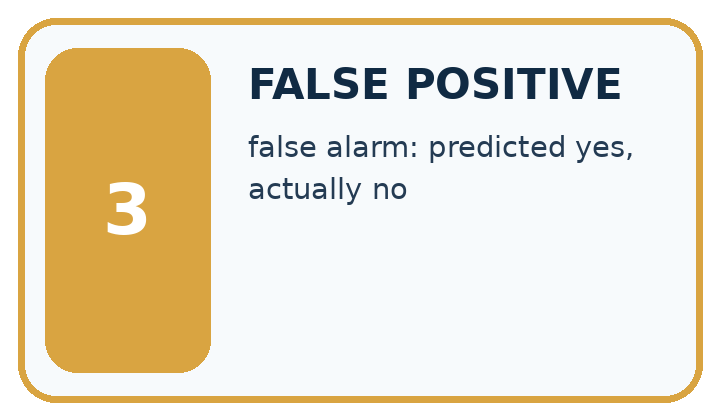 3
FALSE POSITIVE
false alarm: predicted yes,
actually no